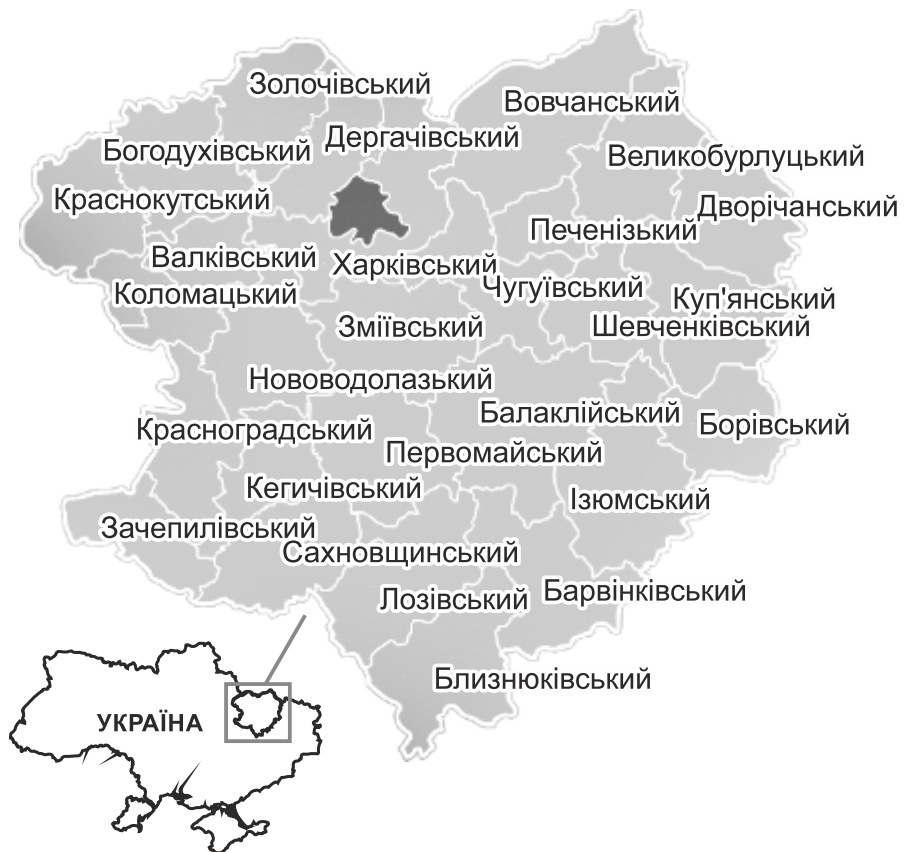 Золочівський
Вовчанський
Дергачівський
Богодухівський
Великобурлуцький
Краснокутський
Дворічанський
Печенізький
Валківський
Харківський
Чугуївський
Коломацький
Куп'янський
Зміївський
Шевченківський
Нововодолазький
Балаклійський
Борівський
Красноградський
Первомайський
Кегичівський
Ізюмський
Зачепилівський
Сахновщинський
Барвінківський
Лозівський
Близнюківський
УКРАЇНА